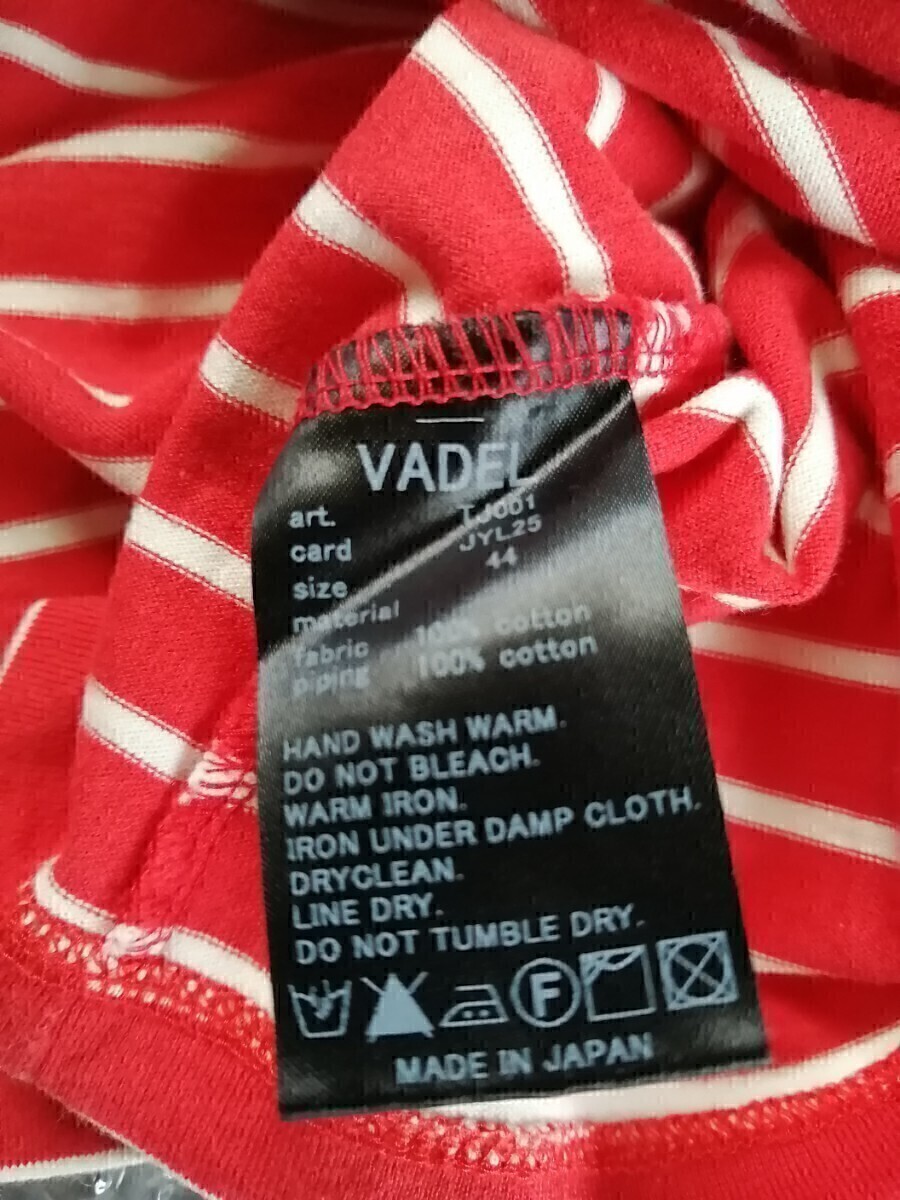 VADEL
art. TJ001
card JYL25
size 44
material
fabric 100% cotton
piping 100% cotton
HAND WASH WARM.
DO NOT BLEACH.
WARM IRON.
IRON UNDER DAMP CLOTH.
DRYCLEAN.
LINE DRY.
DO NOT TUMBLE DRY.
F
MADE IN JAPAN